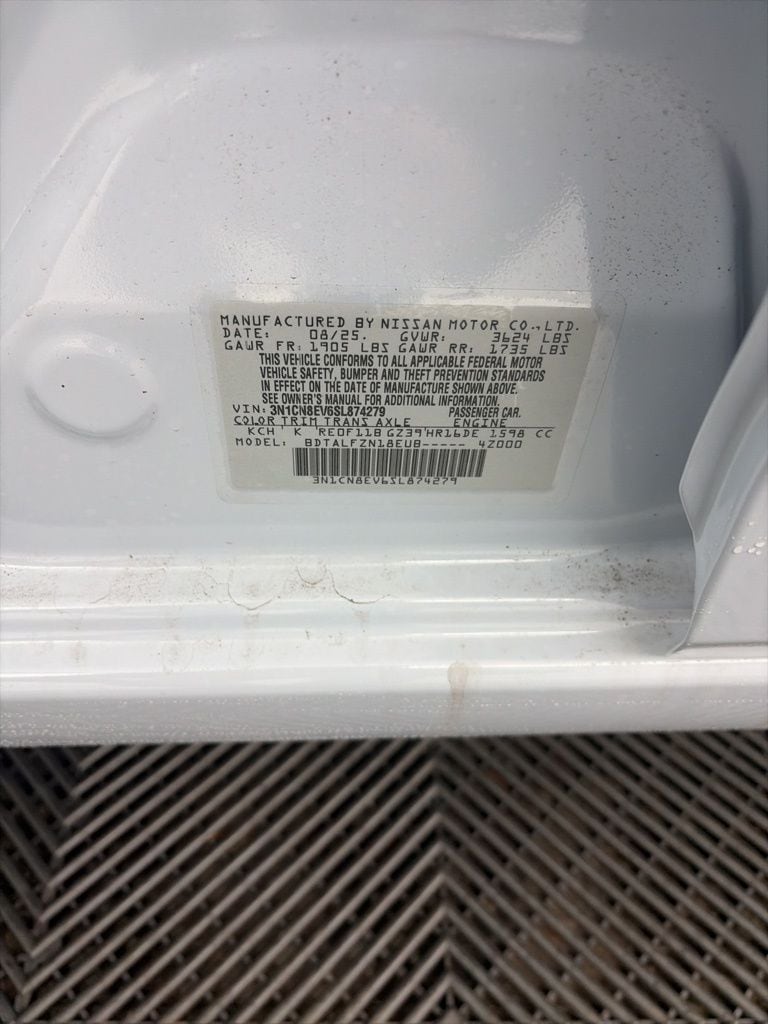 MANUFACTURED BY NISSAN MOTOR CO.,LTD.
DATE: 08/25. GVWR: 3624 LBS
GAWR FR: 1905 LBS GAWR RR: 1735 LBS
THIS VEHICLE CONFORMS TO ALL APPLICABLE FEDERAL MOTOR
VEHICLE SAFETY, BUMPER AND THEFT PREVENTION STANDARDS
IN EFFECT ON THE DATE OF MANUFACTURE SHOWN ABOVE.
SEE OWNER'S MANUAL FOR ADDITIONAL INFORMATION.
VIN: 3N1CN8EV6SL874279 PASSENGER CAR.
COLOR TRIM TRANS AXLE ENGINE
KCH' K 'RE0F11B GZ39'HR16DE 1598 CC
MODEL: BDTALFZN18EUB----- 4Z000
3N1CN8EV6SL874279